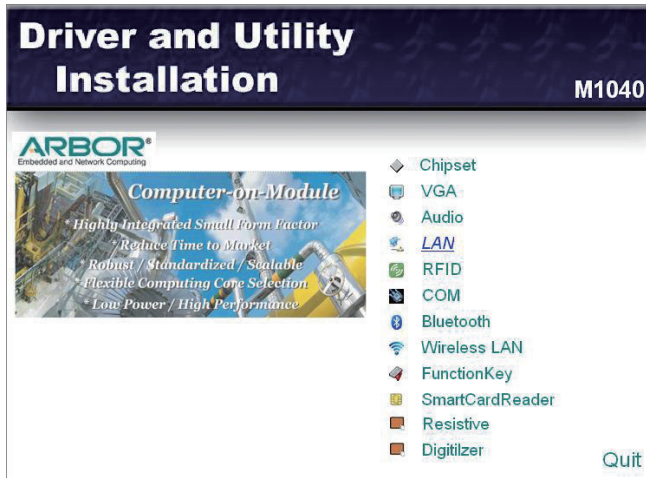 Driver and Utility
Installation
M1040
ARBOR®
Embedded and Network Computing
Computer-on-Module
* Highly Integrated Small Form Factor
* Reduce Time to Market
* Robust / Standardized / Scalable
* Flexible Computing Core Selection
* Low Power / High Performance
Chipset
VGA
Audio
LAN
RFID
COM
Bluetooth
Wireless LAN
FunctionKey
SmartCardReader
Resistive
Digitilzer
Quit